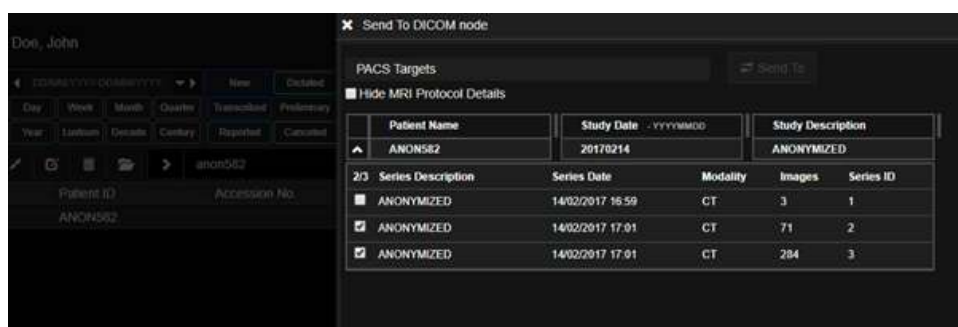 Doe, John
✖ Send To DICOM node
PACS Targets
Send To
Hide MRI Protocol Details
New Dictated
Day Week Month Quarter Transcribed Preliminary
Year Lustrum Decade Century Reported Canceled
anon582
Patient ID Accession No.
ANON582
Patient Name Study Date - YYYYMMDD Study Description
ANON582 20170214 ANONYMIZED
2/3 Series Description Series Date Modality Images Series ID
ANONYMIZED 14/02/2017 16:59 CT 3 1
ANONYMIZED 14/02/2017 17:01 CT 71 2
ANONYMIZED 14/02/2017 17:01 CT 284 3